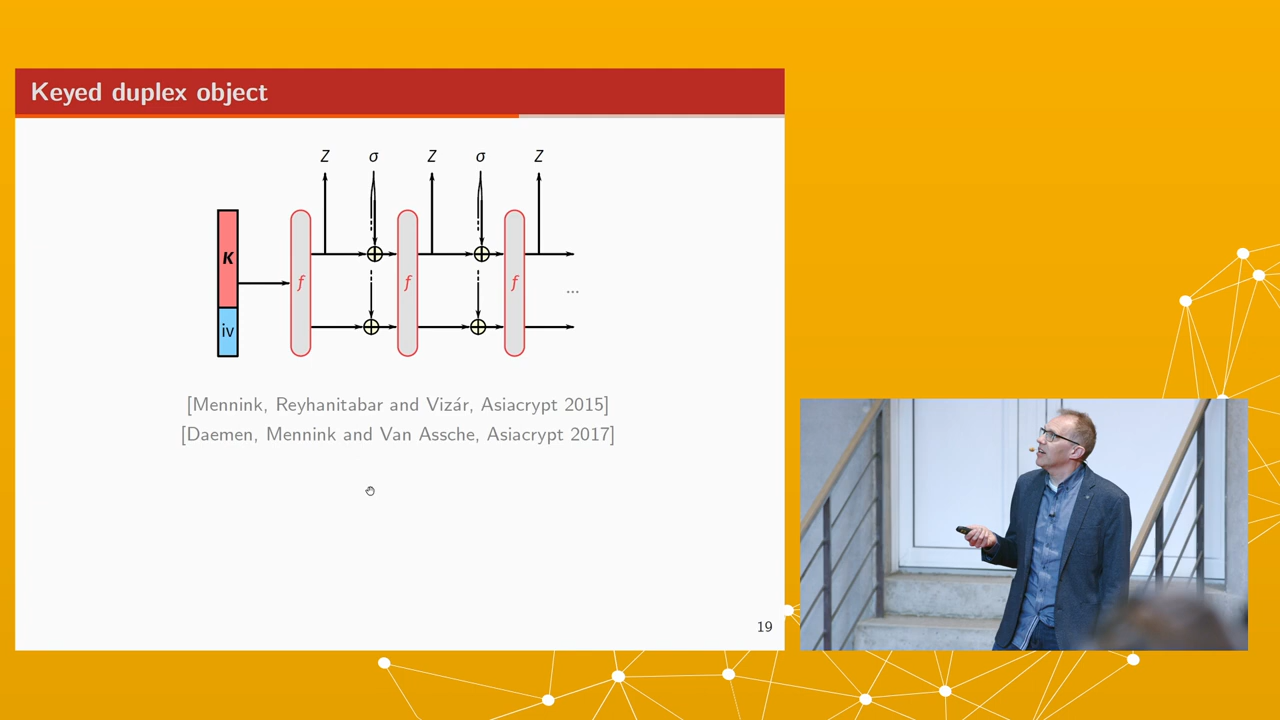 Keyed duplex object
Z σ Z σ Z
K
f f f
iv
...
[Mennink, Reyhanitabar and Vizár, Asiacrypt 2015]
[Daemen, Mennink and Van Assche, Asiacrypt 2017]
19